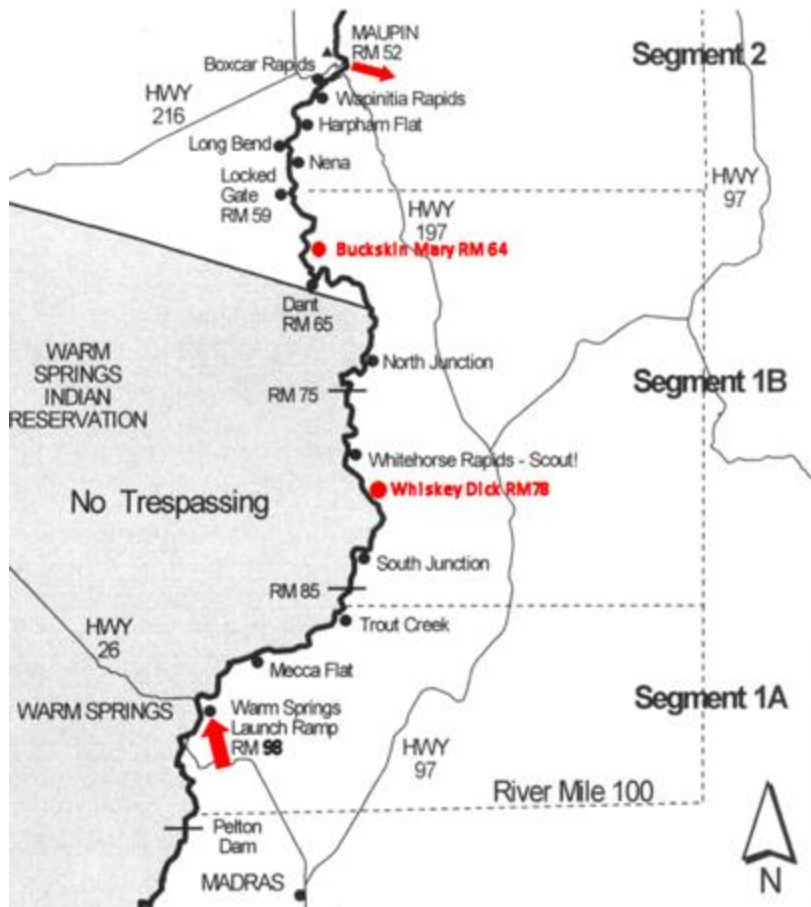 MAUPIN
RM 52
Segment 2
Boxcar Rapids
HWY
216
Wapinitia Rapids
Harpham Flat
Long Bend
Nena
Locked
Gate
RM 59
HWY
97
HWY
197
Buckskin Mary RM 64
Dant
RM 65
WARM
SPRINGS
INDIAN
RESERVATION
North Junction
Segment 1B
RM 75
Whitehorse Rapids - Scout!
No Trespassing
Whiskey Dick RM78
South Junction
RM 85
HWY
26
Trout Creek
Mecca Flat
WARM SPRINGS
Warm Springs
Launch Ramp
RM 98
Segment 1A
HWY
97
River Mile 100
Pelton
Dam
MADRAS
N